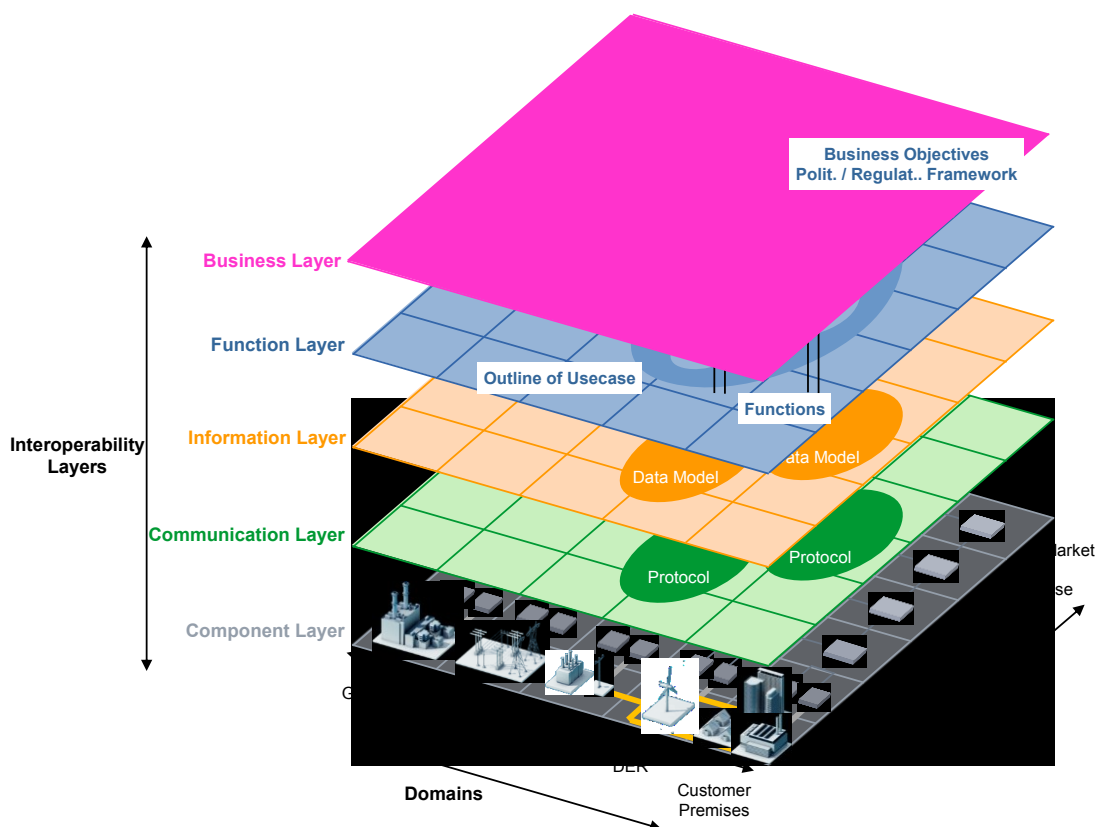 Business Objectives
Polit. / Regulat.. Framework
Business Layer
Function Layer
Outline of Usecase
Functions
Interoperability
Layers
Information Layer
Data Model
Data Model
Communication Layer
Protocol
Protocol
Component Layer
DER
Domains
Customer
Premises